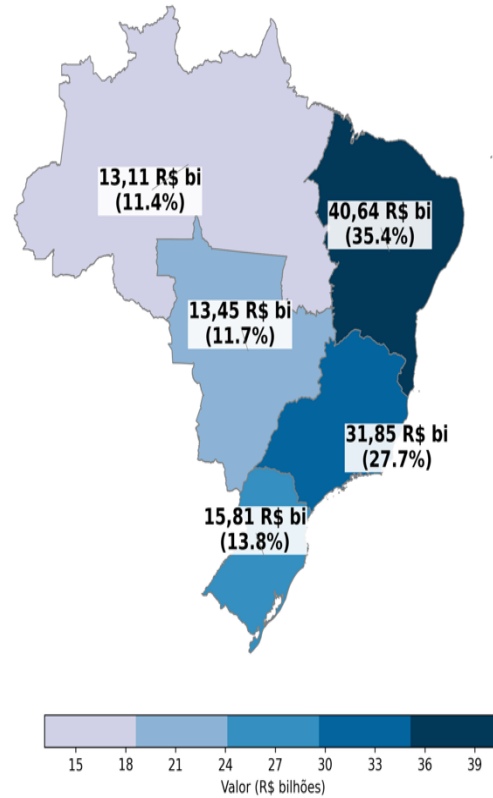 13,11 R$ bi
(11.4%)
40,64 R$ bi
(35.4%)
13,45 R$ bi
(11.7%)
31,85 R$ bi
(27.7%)
15,81 R$ bi
(13.8%)
15 18 21 24 27 30 33 36 39
Valor (R$ bilhões)